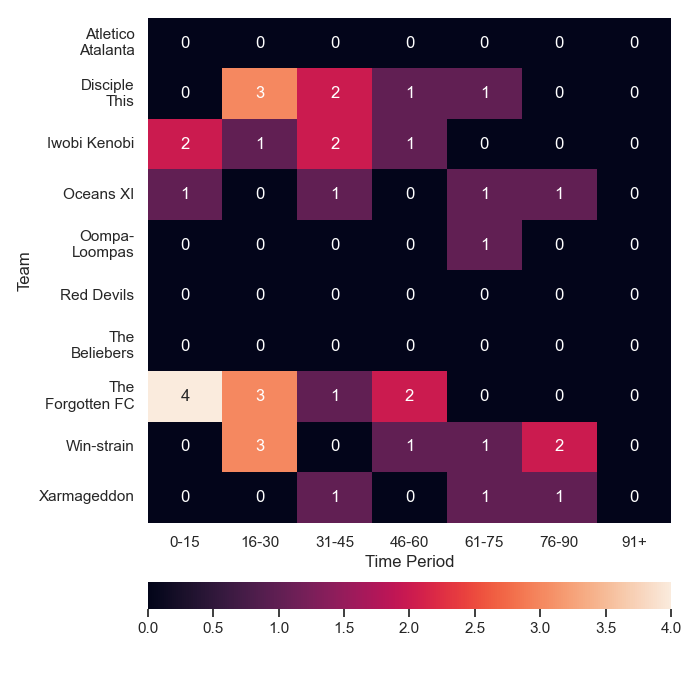 Atletico
Atalanta
0 0 0 0 0 0 0
Disciple
This
0 3 2 1 1 0 0
Iwobi Kenobi
2 1 2 1 0 0 0
Oceans XI
1 0 1 0 1 1 0
Oompa-
Loompas
0 0 0 0 1 0 0
Red Devils
0 0 0 0 0 0 0
The
Beliebers
0 0 0 0 0 0 0
The
Forgotten FC
4 3 1 2 0 0 0
Win-strain
0 3 0 1 1 2 0
Xarmageddon
0 0 1 0 1 1 0
Team
0-15 16-30 31-45 46-60 61-75 76-90 91+
Time Period
0.0 0.5 1.0 1.5 2.0 2.5 3.0 3.5 4.0